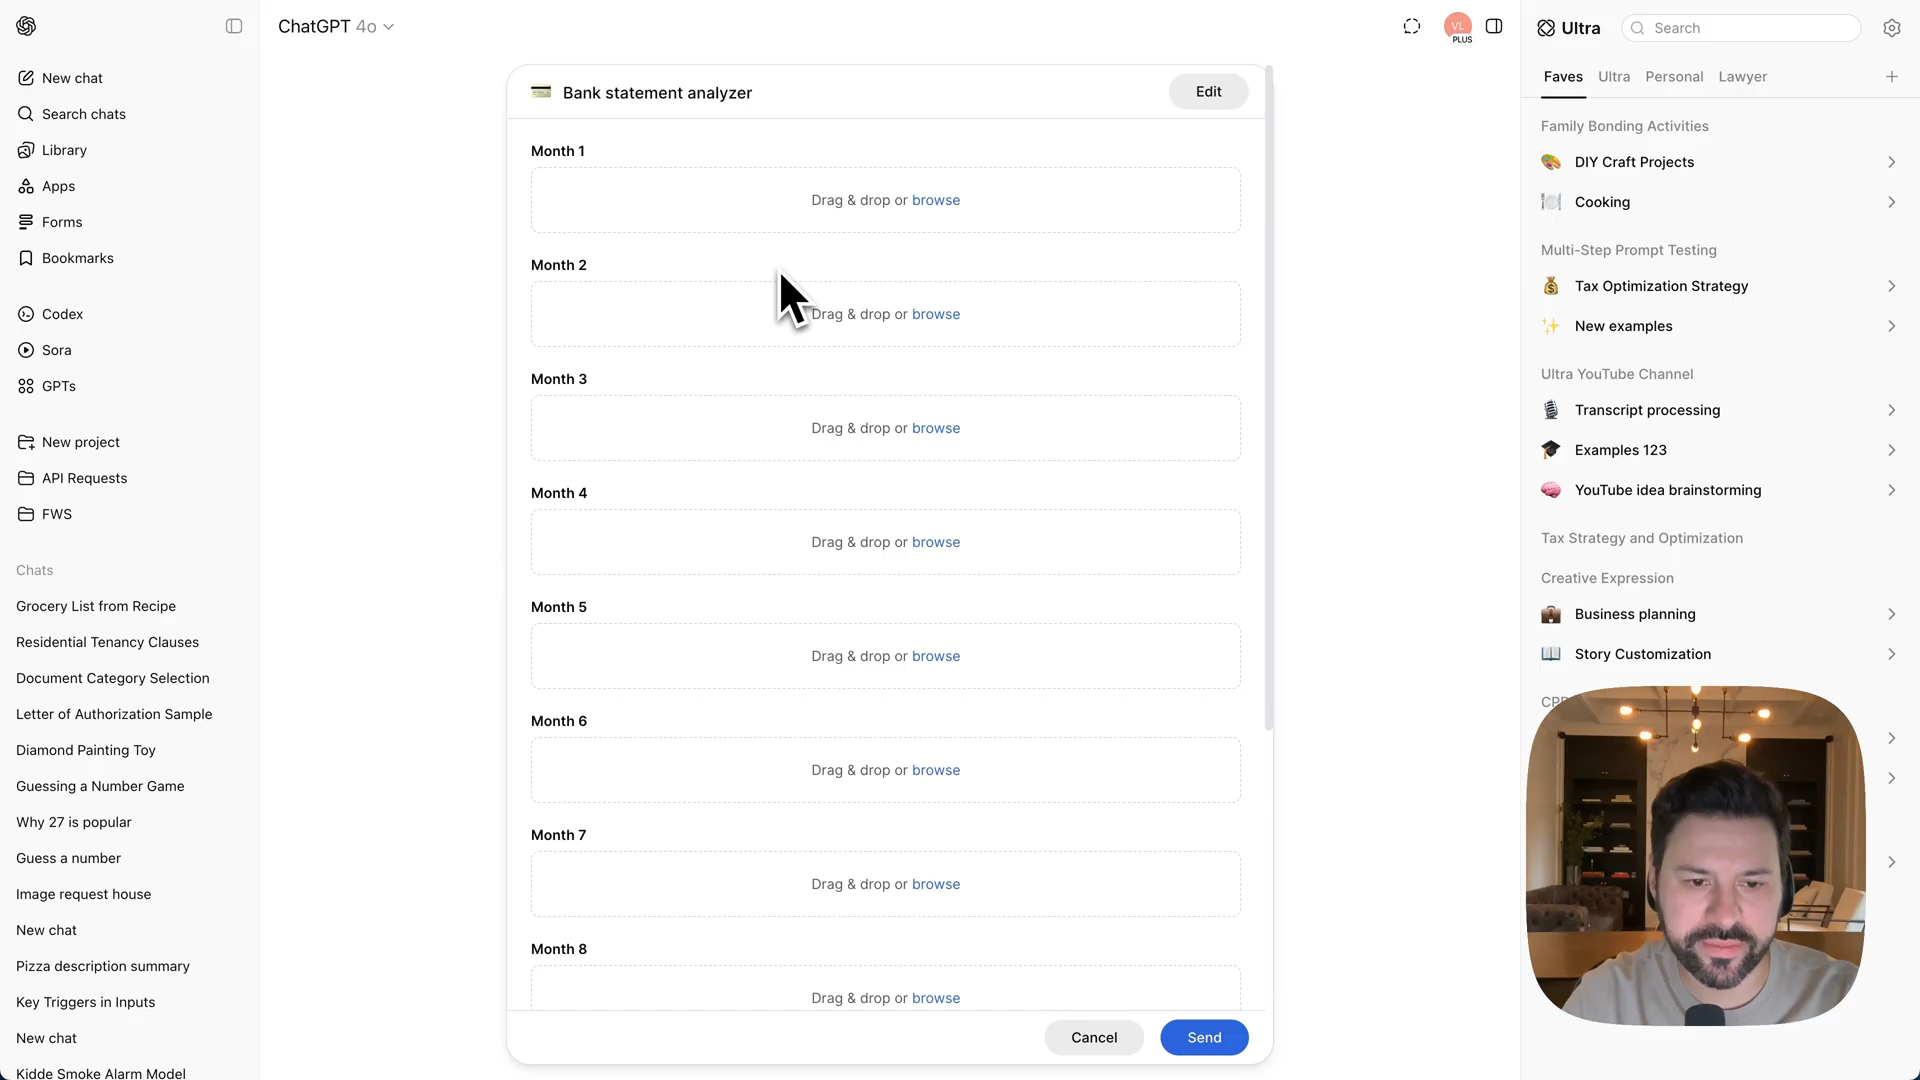 ChatGPT 4o
New chat
Search chats
Library
Apps
Forms
Bookmarks
Codex
Sora
GPTs
New project
API Requests
FWS
Chats
Grocery List from Recipe
Residential Tenancy Clauses
Document Category Selection
Letter of Authorization Sample
Diamond Painting Toy
Guessing a Number Game
Why 27 is popular
Guess a number
Image request house
New chat
Pizza description summary
Key Triggers in Inputs
New chat
Kidde Smoke Alarm Model
VL
PLUS
Bank statement analyzer
Edit
Month 1
Drag & drop or browse
Month 2
Drag & drop or browse
Month 3
Drag & drop or browse
Month 4
Drag & drop or browse
Month 5
Drag & drop or browse
Month 6
Drag & drop or browse
Month 7
Drag & drop or browse
Month 8
Drag & drop or browse
Cancel
Send
Ultra
Search
Faves Ultra Personal Lawyer
Family Bonding Activities
DIY Craft Projects
Cooking
Multi-Step Prompt Testing
Tax Optimization Strategy
New examples
Ultra YouTube Channel
Transcript processing
Examples 123
YouTube idea brainstorming
Tax Strategy and Optimization
Creative Expression
Business planning
Story Customization